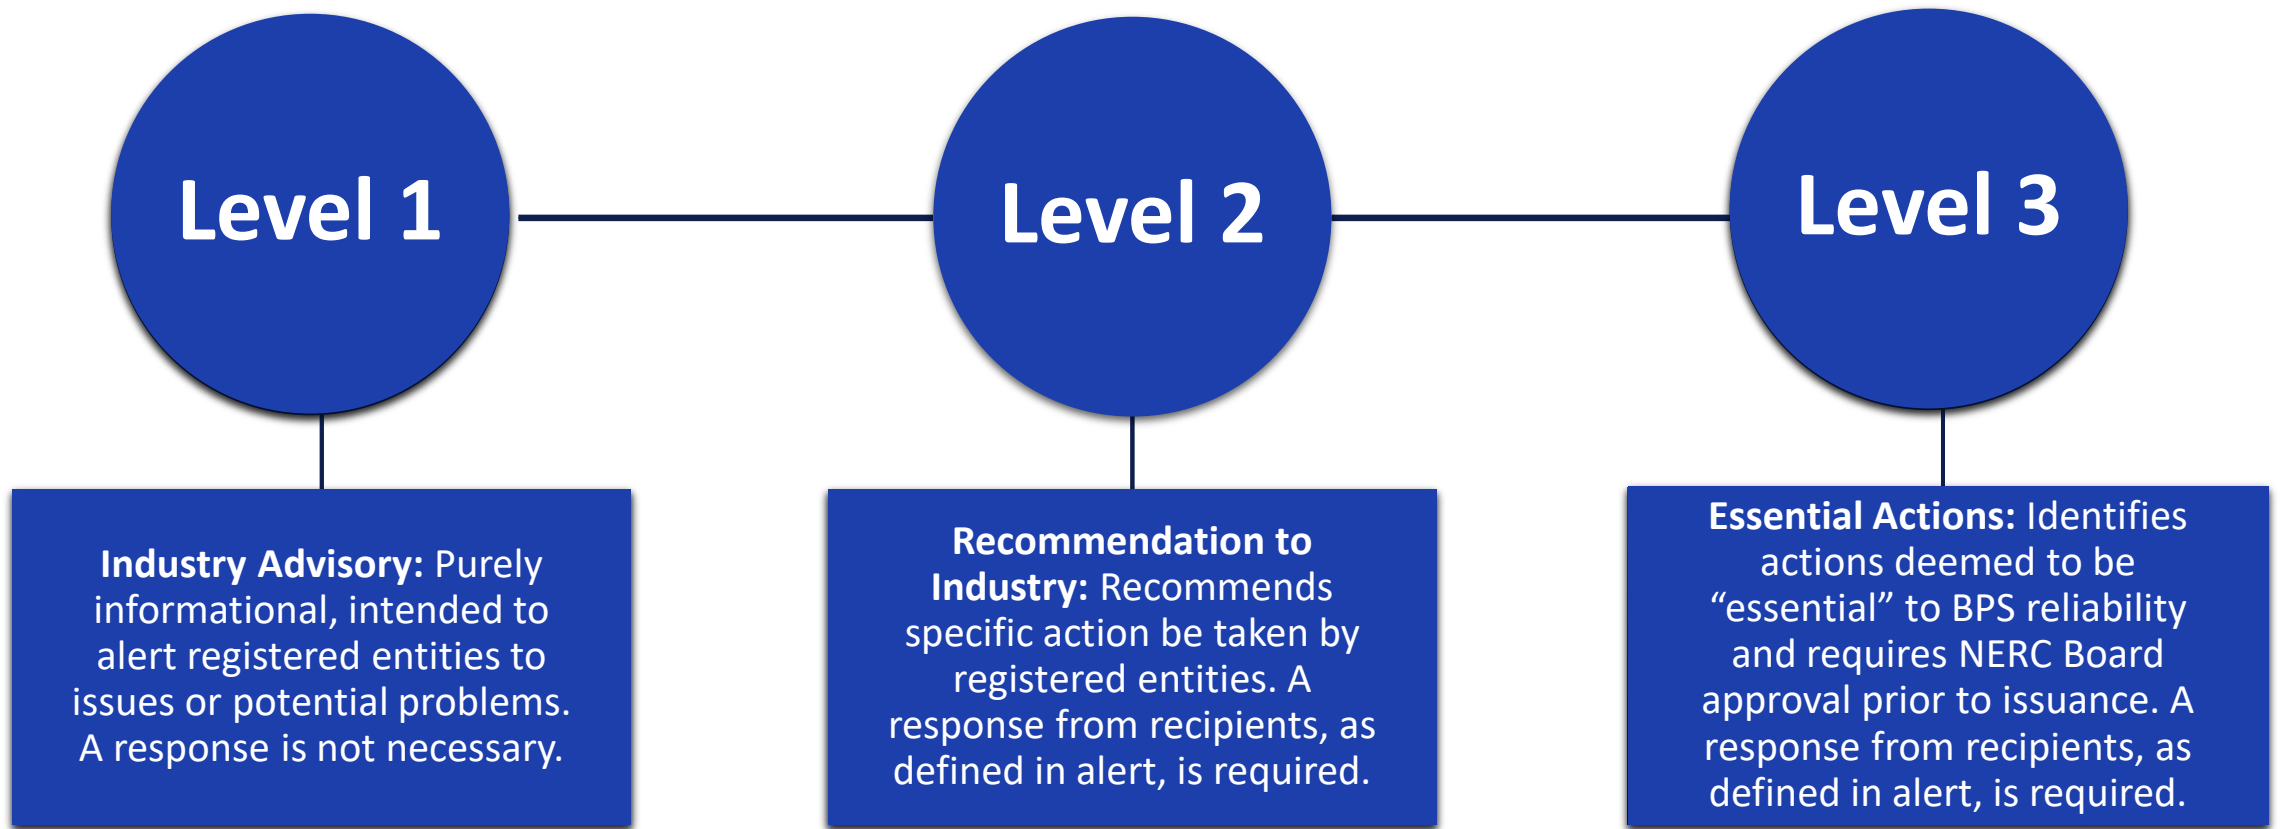 Level 1
Level 2
Level 3
Industry Advisory: Purely
informational, intended to
alert registered entities to
issues or potential problems.
A response is not necessary.
Recommendation to
Industry: Recommends
specific action be taken by
registered entities. A
response from recipients, as
defined in alert, is required.
Essential Actions: Identifies
actions deemed to be
“essential” to BPS reliability
and requires NERC Board
approval prior to issuance. A
response from recipients, as
defined in alert, is required.